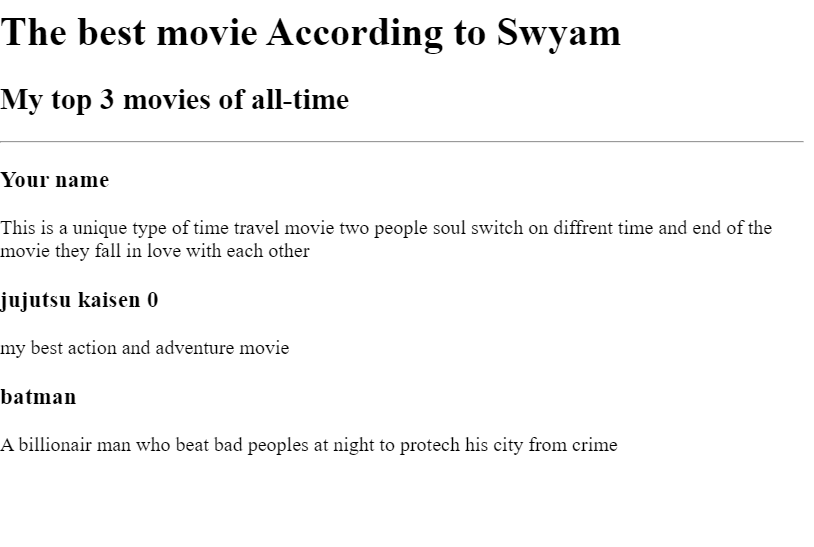 The best movie According to Swyam
My top 3 movies of all-time
Your name
This is a unique type of time travel movie two people soul switch on diffrent time and end of the
movie they fall in love with each other
jujutsu kaisen 0
my best action and adventure movie
batman
A billionair man who beat bad peoples at night to protech his city from crime